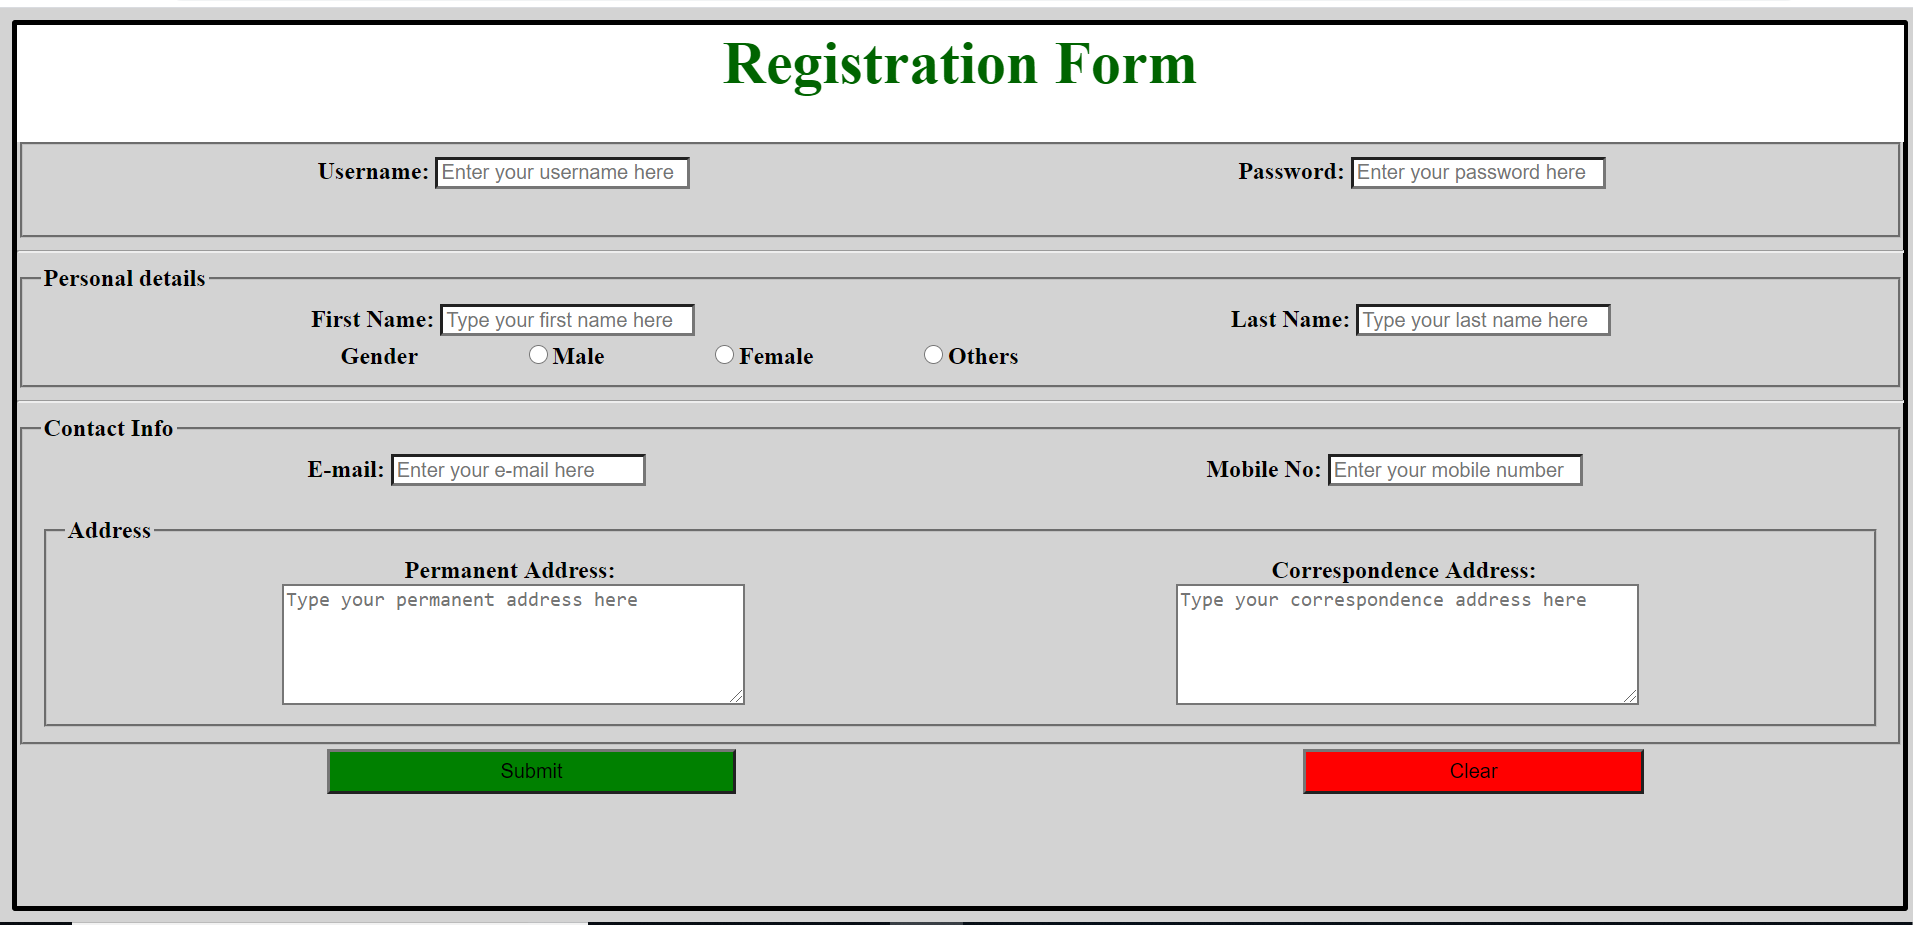 Registration Form
Username: Enter your username here Password: Enter your password here
Personal details
First Name: Type your first name here Last Name: Type your last name here
Gender Male Female Others
Contact Info
E-mail: Enter your e-mail here Mobile No: Enter your mobile number
Address
Permanent Address: Correspondence Address:
Type your permanent address here Type your correspondence address here
Submit Clear